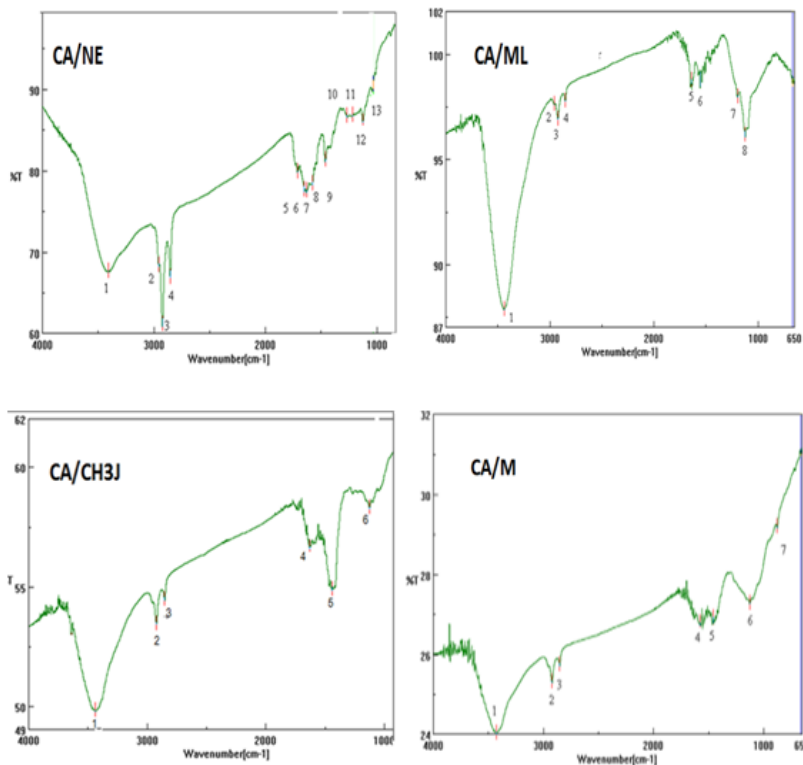 CA/NE
90
80
%T
70
60
4000 3000 2000 1000
Wavenumber[cm-1]
1 2 3 4 5 6 7 8 9 10 11 12 13
CA/ML
102
100
95
%T
90
87
4000 3000 2000 1000 650
Wavenumber[cm-1]
1 2 3 4 5 6 7 8
CA/CH3J
62
60
55
T
50
49
4000 3000 2000 1000
Wavenumber[cm-1]
1 2 3 4 5 6
CA/M
32
30
28
%T
26
24
4000 3000 2000 1000 65
Wavenumber[cm-1]
1 2 3 4 5 6 7